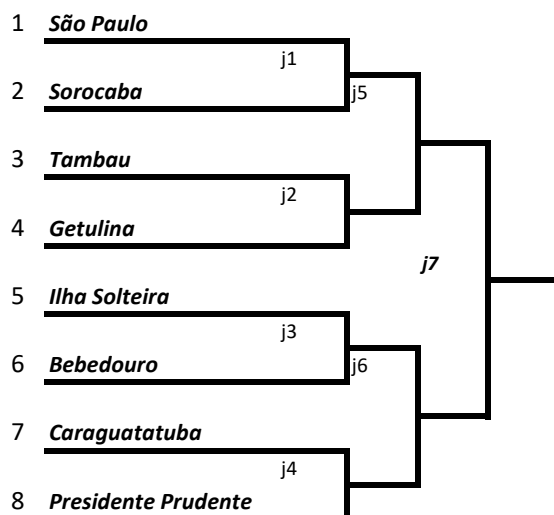 1 São Paulo
j1
2 Sorocaba
j5
3 Tambau
j2
4 Getulina
j7
5 Ilha Solteira
j3
6 Bebedouro
j6
7 Caraguatatuba
j4
8 Presidente Prudente